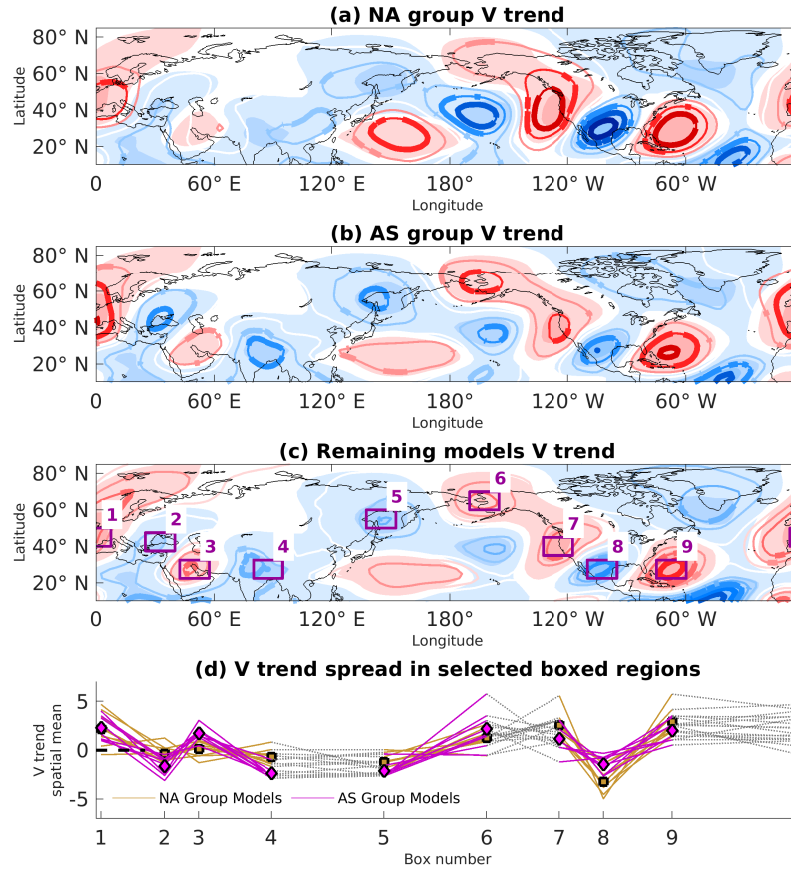 (a) NA group V trend
80° N
60° N
40° N
20° N
Latitude
0 60° E 120° E 180 120° W 60° W
Longitude
(b) AS group V trend
80° N
60° N
40° N
20° N
Latitude
0 60° E 120° E 180 120° W 60° W
Longitude
(c) Remaining models V trend
80° N
60° N
40° N
20° N
Latitude
1 2 3 4 5 6 7 8 9
0 60° E 120° E 180 120° W 60° W
Longitude
(d) V trend spread in selected boxed regions
5
0
-5
V trend
spatial mean
NA Group Models AS Group Models
1 2 3 4 5 6 7 8 9
Box number